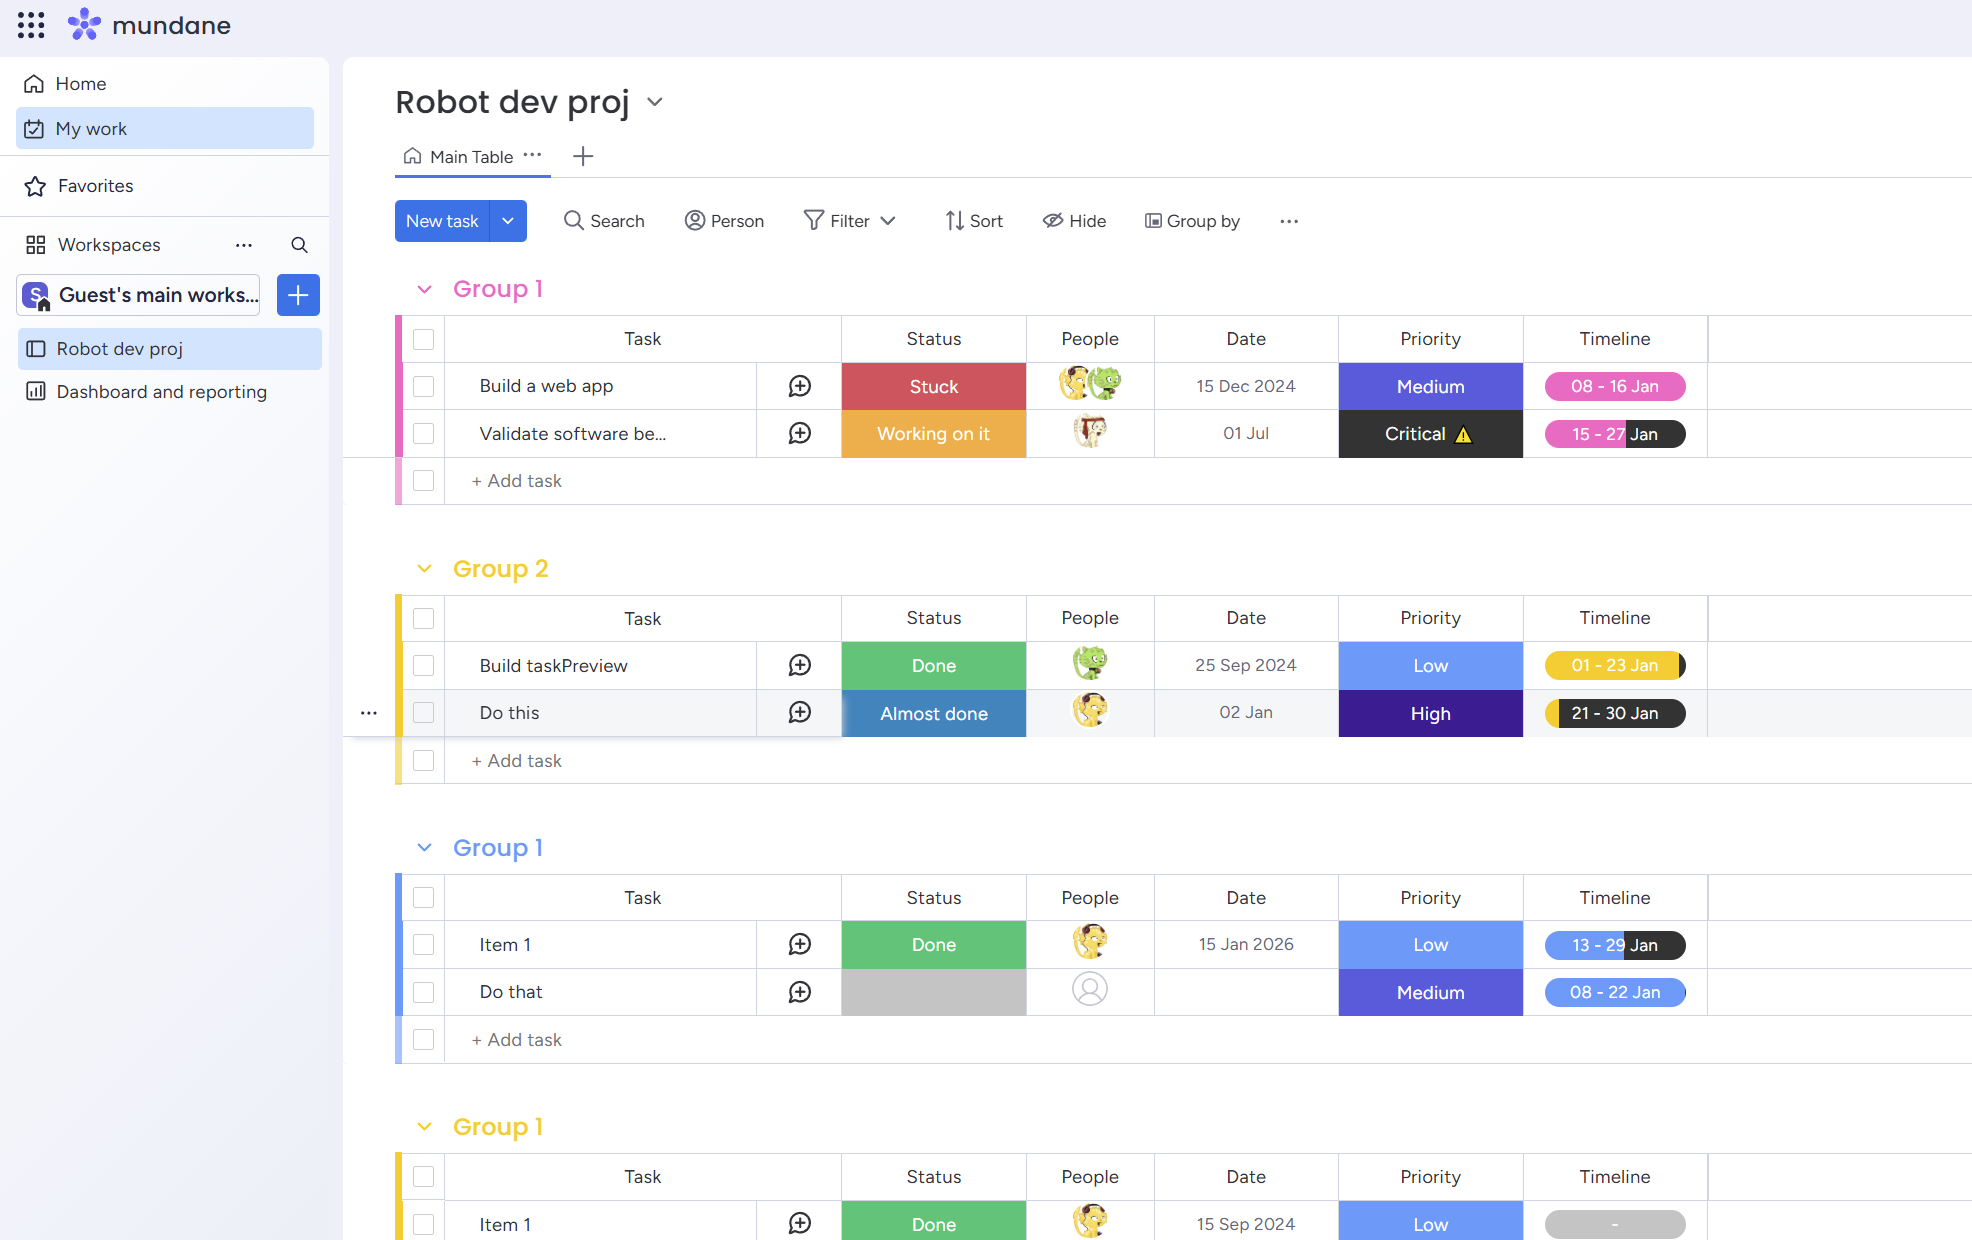 mundane
Home
My work
Favorites
Workspaces
S Guest's main works...
Robot dev proj
Dashboard and reporting
Robot dev proj
Main Table
New task Search Person Filter Sort Hide Group by
Group 1
Task Status People Date Priority Timeline
Build a web app Stuck 15 Dec 2024 Medium 08 - 16 Jan
Validate software be... Working on it 01 Jul Critical 15 - 27 Jan
+ Add task
Group 2
Task Status People Date Priority Timeline
Build taskPreview Done 25 Sep 2024 Low 01 - 23 Jan
Do this Almost done 02 Jan High 21 - 30 Jan
+ Add task
Group 1
Task Status People Date Priority Timeline
Item 1 Done 15 Jan 2026 Low 13 - 29 Jan
Do that Medium 08 - 22 Jan
+ Add task
Group 1
Task Status People Date Priority Timeline
Item 1 Done 15 Sep 2024 Low -